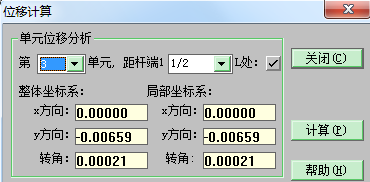 位移计算
单元位移分析
第 3 单元, 距杆端1 1/2 L处: ✓
关闭(C)
整体坐标系: 局部坐标系:
x方向: 0.00000 x方向: 0.00000
y方向: -0.00659 y方向: -0.00659
计算(P)
转角: 0.00021 转角: 0.00021
帮助(H)